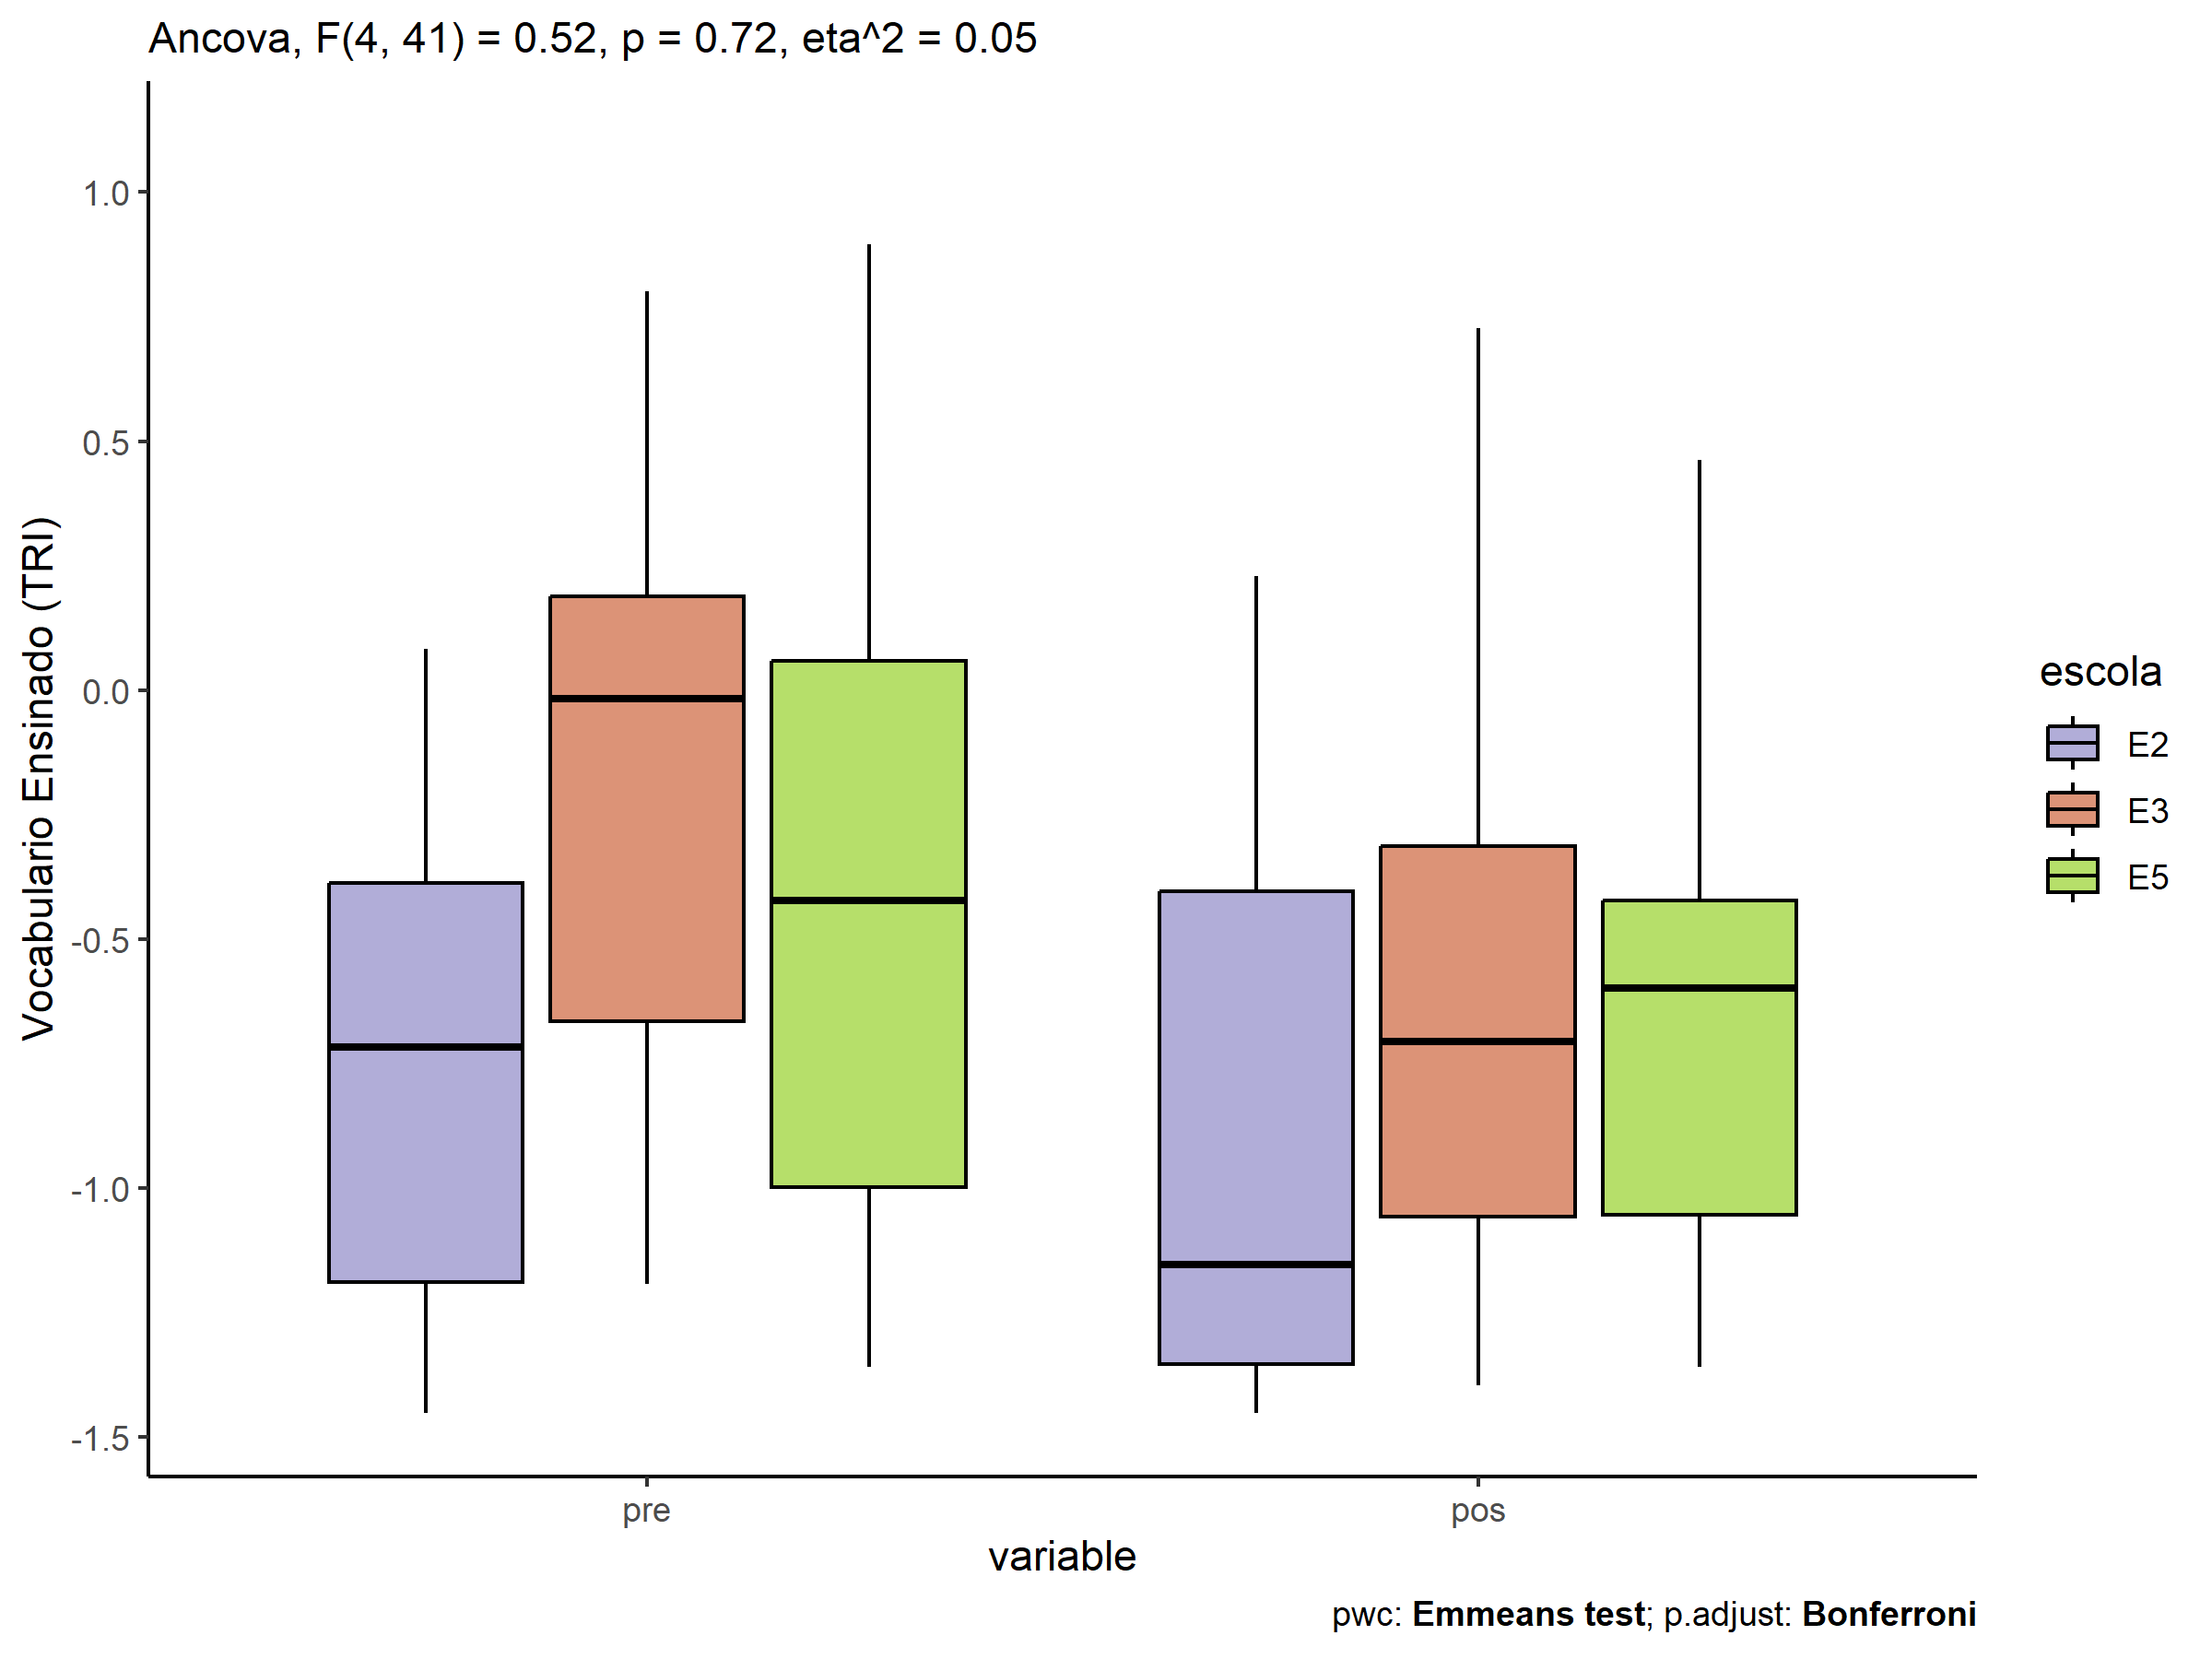 Ancova, F(4, 41) = 0.52, p = 0.72, eta^2 = 0.05
Vocabulario Ensinado (TRI)
1.0
0.5
0.0
-0.5
-1.0
-1.5
pre
pos
variable
escola
E2
E3
E5
pwc: Emmeans test; p.adjust: Bonferroni